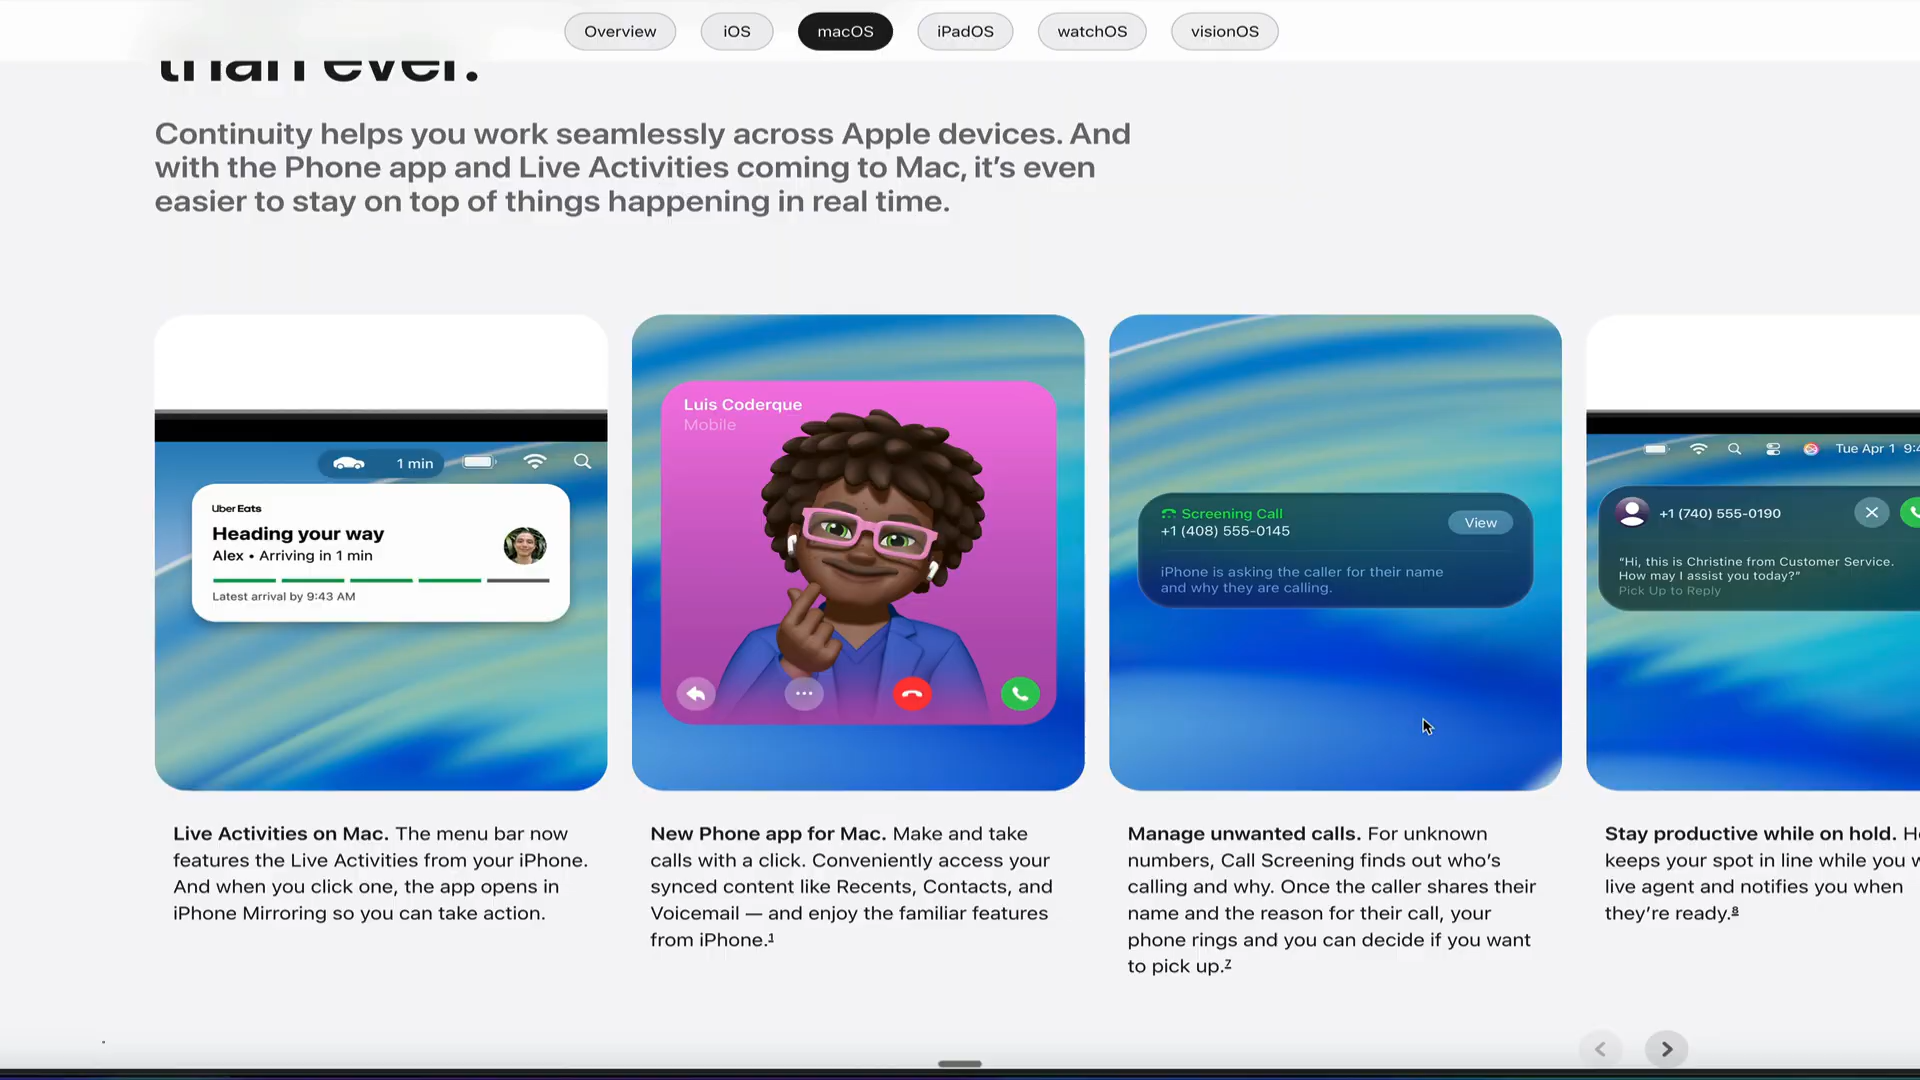 Overview
iOS
macOS
iPadOS
watchOS
visionOS
than ever.
Continuity helps you work seamlessly across Apple devices. And
with the Phone app and Live Activities coming to Mac, it’s even
easier to stay on top of things happening in real time.
1 min
Uber Eats
Heading your way
Alex • Arriving in 1 min
Latest arrival by 9:43 AM
Live Activities on Mac. The menu bar now
features the Live Activities from your iPhone.
And when you click one, the app opens in
iPhone Mirroring so you can take action.
Luis Coderque
Mobile
New Phone app for Mac. Make and take
calls with a click. Conveniently access your
synced content like Recents, Contacts, and
Voicemail — and enjoy the familiar features
from iPhone.¹
Screening Call
+1 (408) 555-0145
View
iPhone is asking the caller for their name
and why they are calling.
Manage unwanted calls. For unknown
numbers, Call Screening finds out who’s
calling and why. Once the caller shares their
name and the reason for their call, your
phone rings and you can decide if you want
to pick up.⁷
Tue Apr 1
+1 (740) 555-0190
“Hi, this is Christine from Customer Service.
How may I assist you today?”
Pick Up to Reply
Stay productive while on hold.
keeps your spot in line while you
live agent and notifies you when
they’re ready.⁸